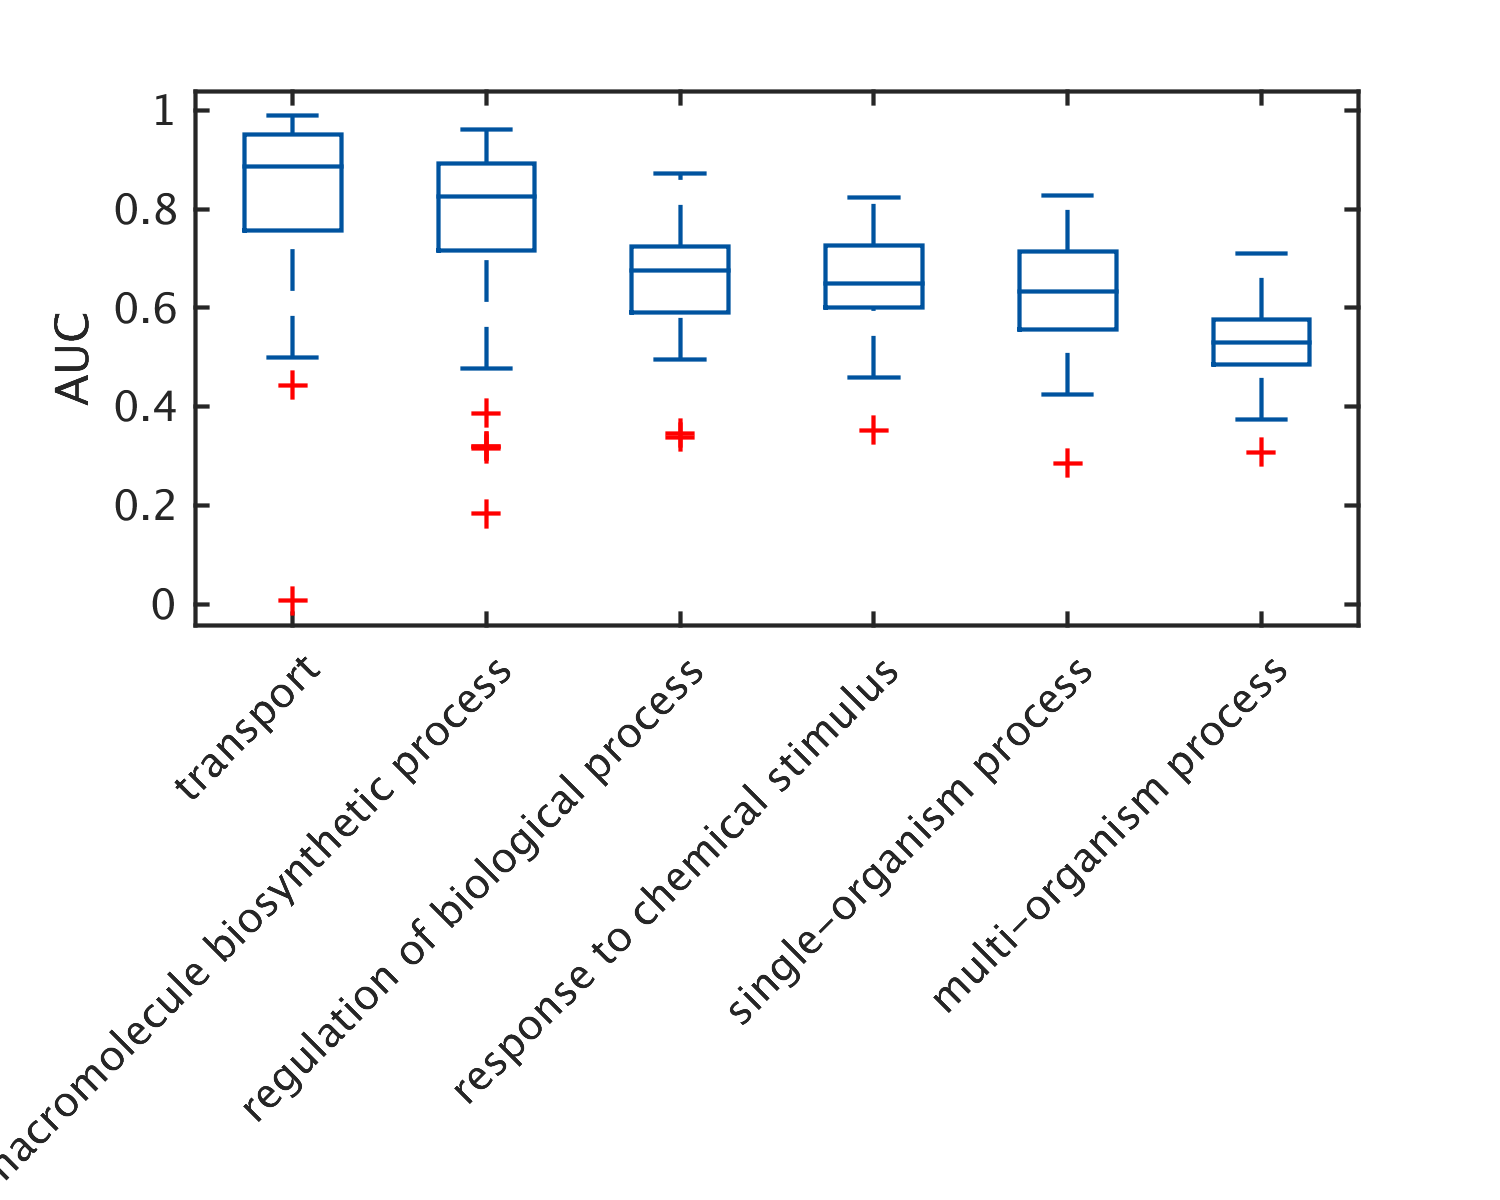 1
0.8
0.6
0.4
0.2
0
AUC
transport
biosynthetic process
regulation of biological process
response to chemical stimulus
single−organism process
multi−organism process